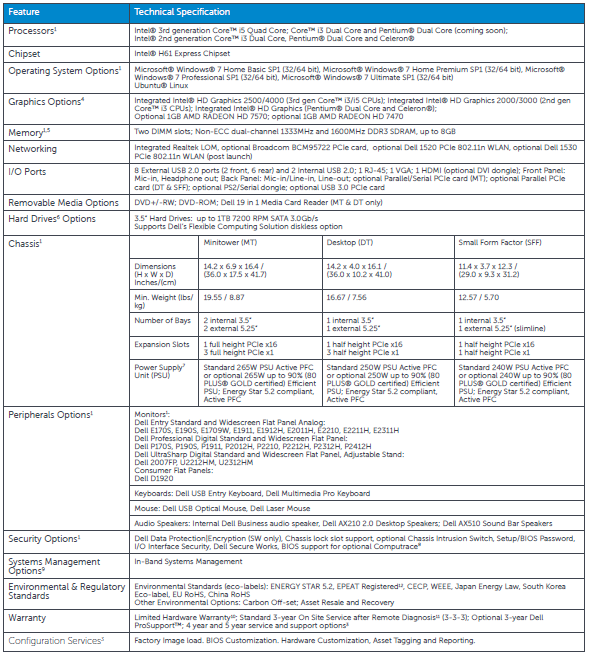 Feature Technical Specification
Processors¹ Intel® 3rd generation Core™ i5 Quad Core; Core™ i3 Dual Core and Pentium® Dual Core (coming soon);
Intel® 2nd generation Core™ i3 Dual Core, Pentium® Dual Core and Celeron®
Chipset Intel® H61 Express Chipset
Operating System Options¹ Microsoft® Windows® 7 Home Basic SP1 (32/64 bit), Microsoft® Windows® 7 Home Premium SP1 (32/64 bit), Microsoft®
Windows® 7 Professional SP1 (32/64 bit), Microsoft® Windows® 7 Ultimate SP1 (32/64 bit)
Ubuntu® Linux
Graphics Options⁴ Integrated Intel® HD Graphics 2500/4000 (3rd gen Core™ i3/i5 CPUs); Integrated Intel® HD Graphics 2000/3000 (2nd gen
Core™ i3 CPUs); Integrated Intel® HD Graphics (Pentium® Dual Core and Celeron®);
Optional 1GB AMD RADEON HD 7570; optional 1GB AMD RADEON HD 7470
Memory¹,⁵ Two DIMM slots; Non-ECC dual-channel 1333MHz and 1600MHz DDR3 SDRAM, up to 8GB
Networking Integrated Realtek LOM, optional Broadcom BCM95722 PCIe card, optional Dell 1520 PCIe 802.11n WLAN, optional Dell 1530
PCIe 802.11n WLAN (post launch)
I/O Ports 8 External USB 2.0 ports (2 front, 6 rear) and 2 Internal USB 2.0; 1 RJ-45; 1 VGA; 1 HDMI (optional DVI dongle); Front Panel:
Mic-in, Headphone out; Back Panel: Mic-in/Line-in, Line-out; optional Parallel/Serial PCIe card (MT); optional Parallel PCIe
card (DT & SFF); optional PS2/Serial dongle; optional USB 3.0 PCIe card
Removable Media Options DVD+/-RW; DVD-ROM; Dell 19 in 1 Media Card Reader (MT & DT only)
Hard Drives⁶ Options 3.5" Hard Drives: up to 1TB 7200 RPM SATA 3.0Gb/s
Supports Dell's Flexible Computing Solution diskless option
Chassis¹ Minitower (MT) Desktop (DT) Small Form Factor (SFF)
Dimensions 14.2 x 6.9 x 16.4 / 14.2 x 4.0 x 16.1 / 11.4 x 3.7 x 12.3 /
(H x W x D) (36.0 x 17.5 x 41.7) (36.0 x 10.2 x 41.0) (29.0 x 9.3 x 31.2)
Inches/(cm)
Min. Weight (lbs/ 19.55 / 8.87 16.67 / 7.56 12.57 / 5.70
kg)
Number of Bays 2 internal 3.5" 1 internal 3.5" 1 internal 3.5"
2 external 5.25" 1 external 5.25" 1 external 5.25" (slimline)
Expansion Slots 1 full height PCIe x16 1 half height PCIe x16 1 half height PCIe x16
3 full height PCIe x1 3 half height PCIe x1 1 half height PCIe x1
Power Supply⁷ Standard 265W PSU Active PFC Standard 250W PSU Active PFC Standard 240W PSU Active PFC
Unit (PSU) or optional 265W up to 90% (80 or optional 250W up to 90% (80 or optional 240W up to 90% (80
PLUS® GOLD certified) Efficient PLUS® GOLD certified) Efficient PLUS® GOLD certified) Efficient
PSU; Energy Star 5.2 compliant, PSU; Energy Star 5.2 compliant, PSU; Energy Star 5.2 compliant,
Active PFC Active PFC Active PFC
Peripherals Options¹ Monitors¹:
Dell Entry Standard and Widescreen Flat Panel Analog:
Dell E170S, E190S, E1709W, E1911, E1912H, E2011H, E2210, E2211H, E2311H
Dell Professional Digital Standard and Widescreen Flat Panel:
Dell P170S, P190S, P1911, P2012H, P2210, P2212H, P2312H, P2412H
Dell UltraSharp Digital Standard and Widescreen Flat Panel, Adjustable Stand:
Dell 2007FP, U2212HM, U2312HM
Consumer Flat Panels:
Dell D1920
Keyboards: Dell USB Entry Keyboard, Dell Multimedia Pro Keyboard
Mouse: Dell USB Optical Mouse, Dell Laser Mouse
Audio Speakers: Internal Dell Business audio speaker, Dell AX210 2.0 Desktop Speakers; Dell AX510 Sound Bar Speakers
Security Options¹ Dell Data Protection|Encryption (SW only), Chassis lock slot support, optional Chassis Intrusion Switch, Setup/BIOS Password,
I/O Interface Security, Dell Secure Works, BIOS support for optional Computrace⁸
Systems Management In-Band Systems Management
Options⁹
Environmental & Regulatory Environmental Standards (eco-labels): ENERGY STAR 5.2, EPEAT Registered¹², CECP, WEEE, Japan Energy Law, South Korea
Standards Eco-label, EU RoHS, China RoHS
Other Environmental Options: Carbon Off-set; Asset Resale and Recovery
Warranty Limited Hardware Warranty¹⁰; Standard 3-year On Site Service after Remote Diagnosis¹¹ (3-3-3); Optional 3-year Dell
ProSupport™; 4 year and 5 year service and support options³
Configuration Services³ Factory Image load. BIOS Customization. Hardware Customization, Asset Tagging and Reporting.